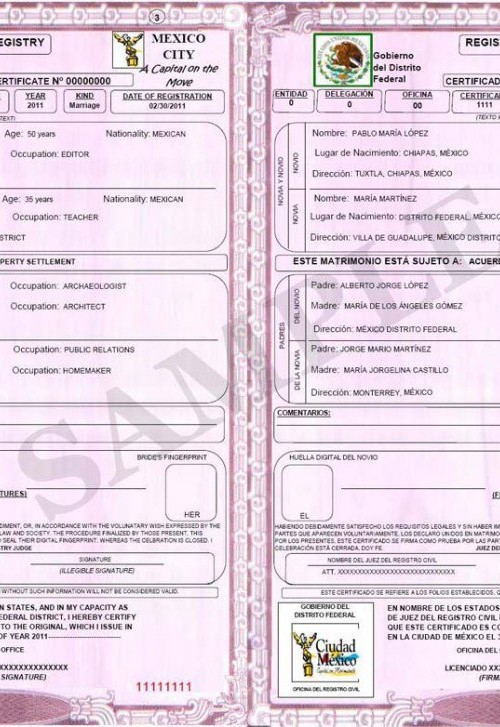 3
EGISTRY
MEXICO
CITY
A Capital on the
Move
ERTIFICATE Nº 00000000
YEAR
2011
KIND
Marriage
DATE OF REGISTRATION
02/30/2011
TEXT)
Age: 50 years
Nationality: MEXICAN
Occupation: EDITOR
Age: 35 years
Nationality: MEXICAN
Occupation: TEACHER
STRICT
PERTY SETTLEMENT
Occupation: ARCHAEOLOGIST
Occupation: ARCHITECT
Occupation: PUBLIC RELATIONS
Occupation: HOMEMAKER
BRIDE'S FINGERPRINT
HER
TURES)
DIMENT, OR, IN ACCORDANCE WITH THE VOLUNATARY WISH EXPRESSED BY THE
LAW AND SOCIETY. THE PROCEDURE FINALIZED BY THOSE PRESENT, THIS
O SEAL THEIR DIGITAL FINGERPRINT, WHEREAS THE CELEBRATION IS CLOSED. I
STRY JUDGE
SIGNATURE
(ILLEGIBLE SIGNATURE)
WITHOUT SUCH INFORMATION WILL NOT BE CONSIDERED VALID.
N STATES, AND IN MY CAPACITY AS
EDERAL DISTRICT, I HEREBY CERTIFY
TO THE ORIGINAL, WHICH I ISSUE IN
OF YEAR 2011
OFFICE
XXXXXXXXXXXXXXX
SIGNATURE)
11111111
Gobierno
del Distrito
Federal
REGIS
CERTIFICAD
ENTIDAD
0
DELEGACIÓN
0
OFICINA
00
CERTIFICA
1111
(TEXTO
NOVIA Y NOVIO
NOVIO
Nombre: PABLO MARÍA LÓPEZ
Lugar de Nacimiento: CHIAPAS, MÉXICO
Dirección: TUXTLA, CHIAPAS, MÉXICO
NOVIA
Nombre: MARÍA MARTÍNEZ
Lugar de Nacimiento: DISTRITO FEDERAL, MÉXICO
Dirección: VILLA DE GUADALUPE, MÉXICO DISTRITO
ESTE MATRIMONIO ESTÁ SUJETO A: ACUERD
PADRES
DEL NOVIO
Padre: ALBERTO JORGE LÓPEZ
Madre: MARÍA DE LOS ÁNGELES GÓMEZ
Dirección: MÉXICO DISTRITO FEDERAL
DE LA NOVIA
Padre: JORGE MARIO MARTÍNEZ
Madre: MARÍA JORGELINA CASTILLO
Dirección: MONTERREY, MÉXICO
COMENTARIOS:
HUELLA DIGITAL DEL NOVIO
EL
(F
HABIENDO DEBIDAMENTE SATISFECHO LOS REQUISITOS LEGALES Y SIN HABER IM
PARTES QUE APARECEN VOLUNTARIAMENTE, LOS DECLARO UNIDOS EN MATRIMO
POR LOS PRESENTES. ESTE CERTIFICADO SE FIRMA COMO PRUEBA POR LAS PART
CELEBRACIÓN ESTÁ CERRADA. DOY FE.
JUEZ DE
NOMBRE DEL JUEZ DEL REGISTRO CIVIL
ATT. XXXXXXXXXXXXXXXXXXXXXXXXXXXX
ESTE CERTIFICADO SE REFIERE A LOS FOLIOS ESTABLECIDOS,
GOBIERNO DEL
DISTRITO FEDERAL
Ciudad
México
OFICINA DEL REGISTRO CIVIL
EN NOMBRE DE LOS ESTADOS
DE JUEZ DEL REGISTRO CIVIL
QUE ESTE CERTIFICADO ES CO
EN LA CIUDAD DE MÉXICO EL
OFICINA DEL
LICENCIADO XX
(FIRM
SAMPLE